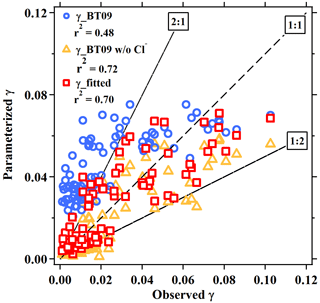 0.12
0.08
0.04
0.00
Parameterized γ
γ_BT09
r² = 0.48
γ_BT09 w/o Cl⁻
r² = 0.72
γ_fitted
r² = 0.70
2:1
1:1
1:2
0.00 0.02 0.04 0.06 0.08 0.10 0.12
Observed γ